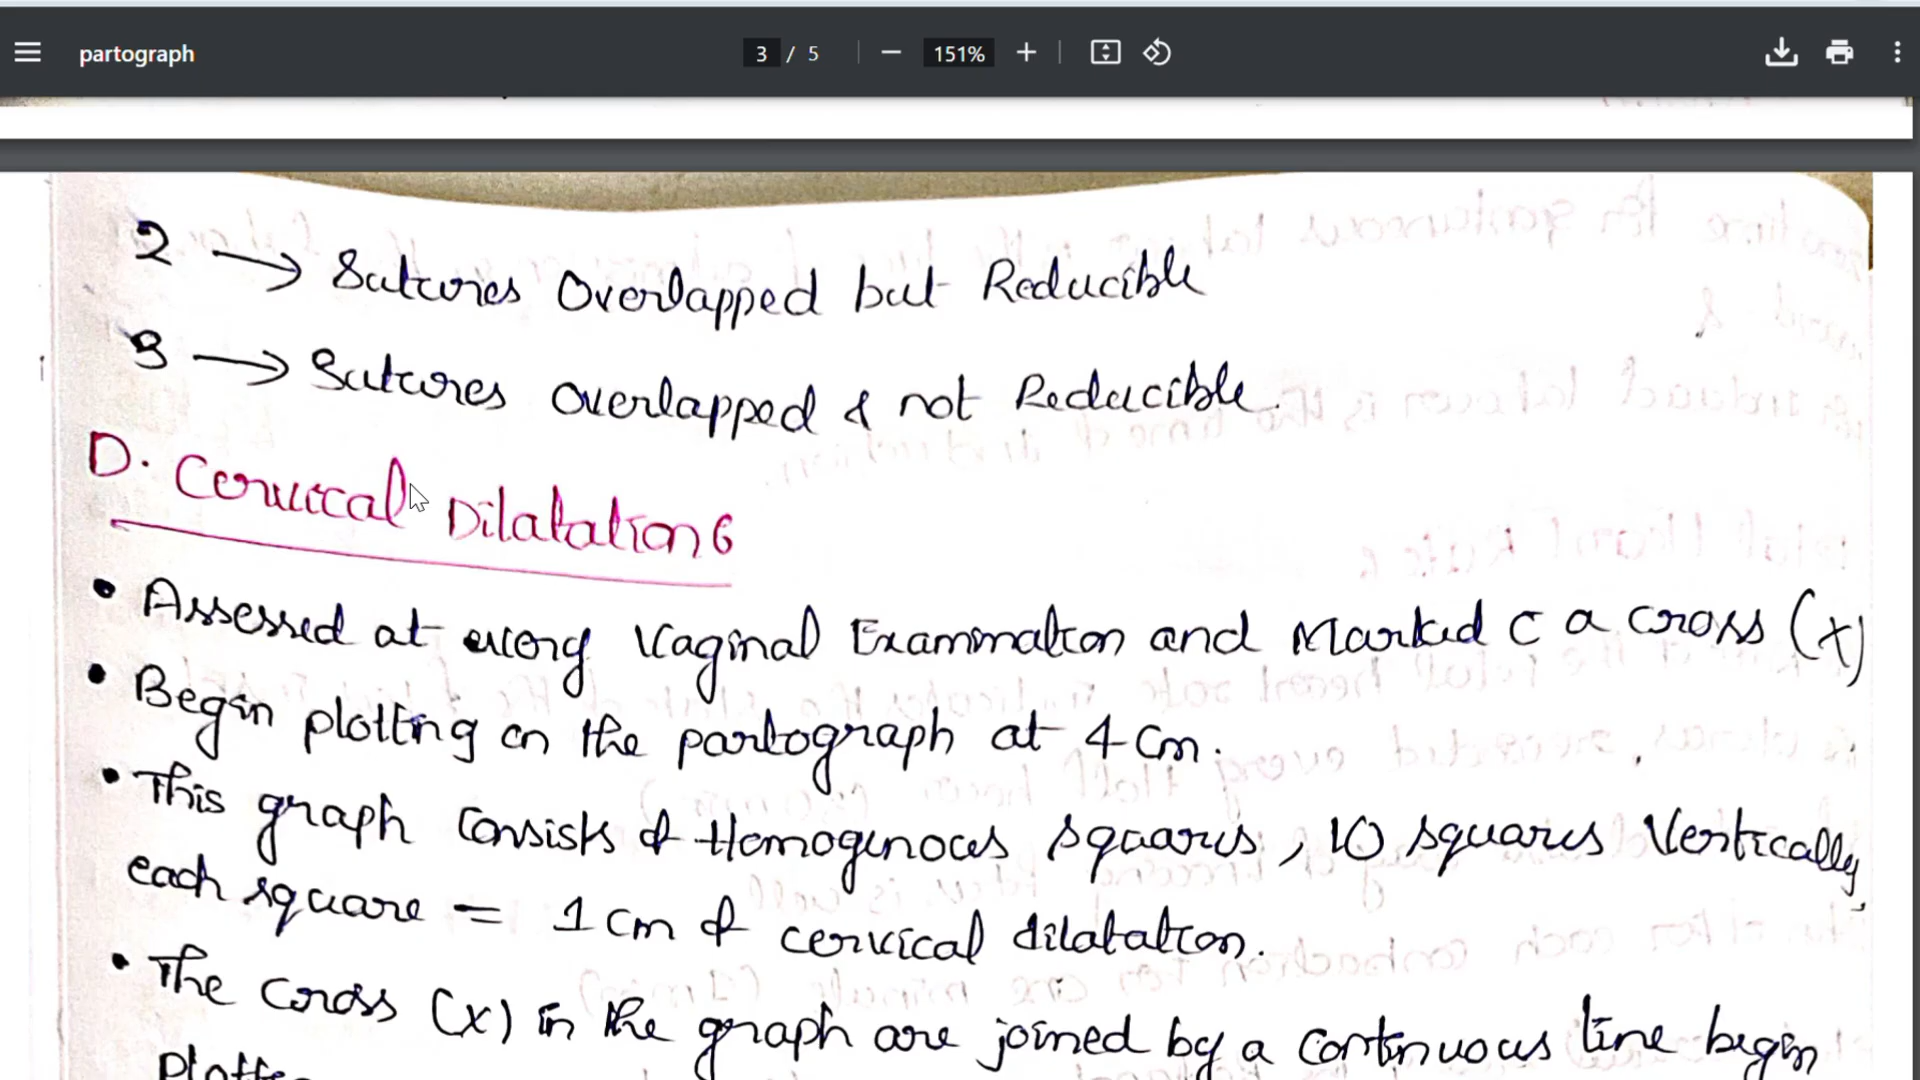 partograph
3 / 5
151%
2 → Sutures Overlapped but Reducible
3 → Sutures overlapped & not Reducible.
D. Cervical Dilatation :
• Assessed at every Vaginal Examination and Marked c a cross (x)
• Begin plotting on the partograph at 4 cm.
• This graph consists of Homogenous squares, 10 squares Vertically,
each square = 1 cm of cervical dilatation.
• The cross (x) in the graph are joined by a continuous line begin